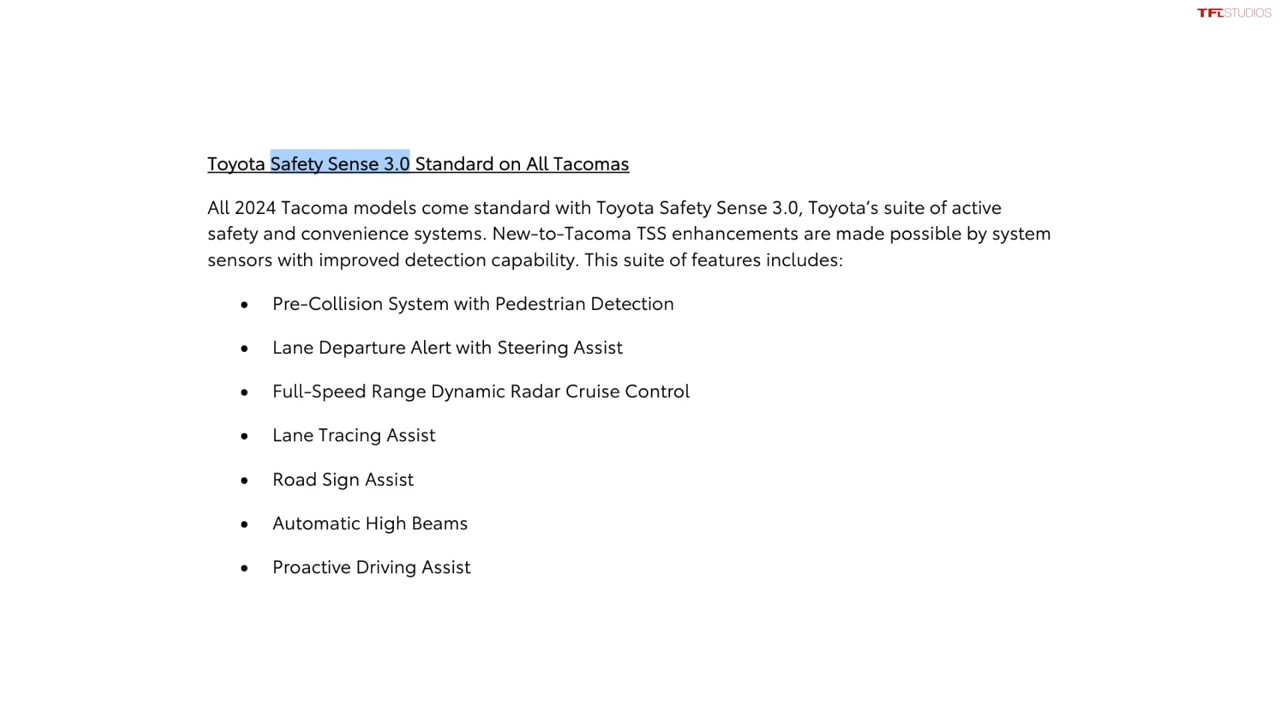 TFLSTUDIOS
Toyota Safety Sense 3.0 Standard on All Tacomas
All 2024 Tacoma models come standard with Toyota Safety Sense 3.0, Toyota’s suite of active
safety and convenience systems. New-to-Tacoma TSS enhancements are made possible by system
sensors with improved detection capability. This suite of features includes:
• Pre-Collision System with Pedestrian Detection
• Lane Departure Alert with Steering Assist
• Full-Speed Range Dynamic Radar Cruise Control
• Lane Tracing Assist
• Road Sign Assist
• Automatic High Beams
• Proactive Driving Assist